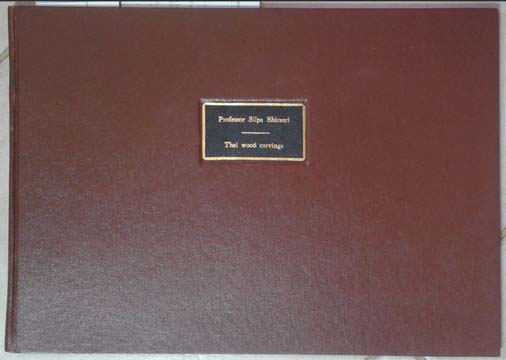 Professor Silpa Bhirasri
Thai wood carvings